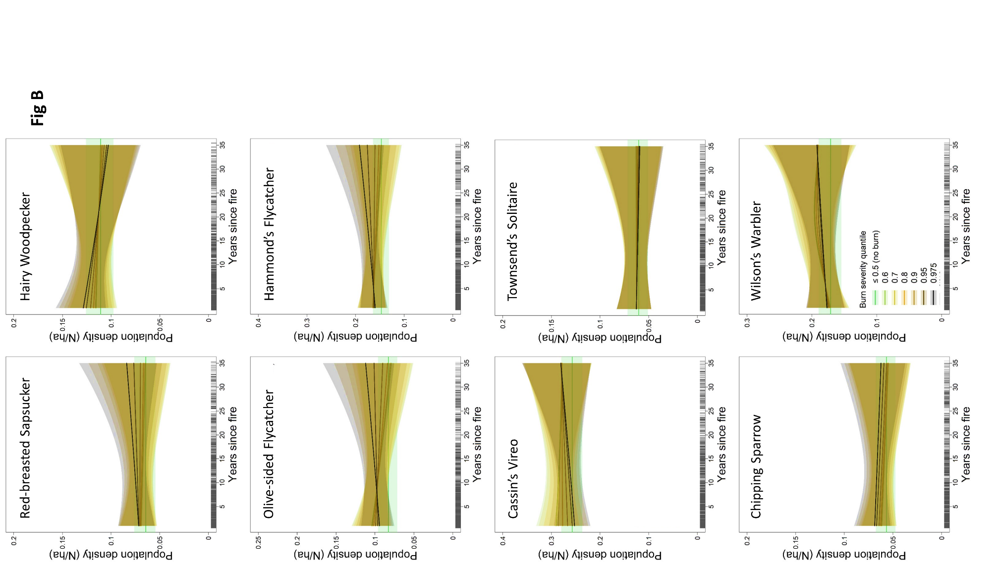 Fig B
Red-breasted Sapsucker
Population density (N/ha)
0.2
0.15
0.1
0.05
0
5 10 15 20 25 30 35
Years since fire
Hairy Woodpecker
Population density (N/ha)
0.2
0.15
0.1
0.05
0
5 10 15 20 25 30 35
Years since fire
Olive-sided Flycatcher
Population density (N/ha)
0.25
0.2
0.15
0.1
0.05
0
5 10 15 20 25 30 35
Years since fire
Hammond's Flycatcher
Population density (N/ha)
0.4
0.3
0.2
0.1
0
5 10 15 20 25 30 35
Years since fire
Cassin's Vireo
Population density (N/ha)
0.4
0.3
0.2
0.1
0
5 10 15 20 25 30 35
Years since fire
Townsend's Solitaire
Population density (N/ha)
0.2
0.15
0.1
0.05
0
5 10 15 20 25 30 35
Years since fire
Chipping Sparrow
Population density (N/ha)
0.2
0.15
0.1
0.05
0
5 10 15 20 25 30 35
Years since fire
Wilson's Warbler
Population density (N/ha)
0.3
0.2
0.1
0
Burn severity quantile
≤ 0.5 (no burn)
0.6
0.7
0.8
0.9
0.95
0.975
5 10 15 20 25 30 35
Years since fire